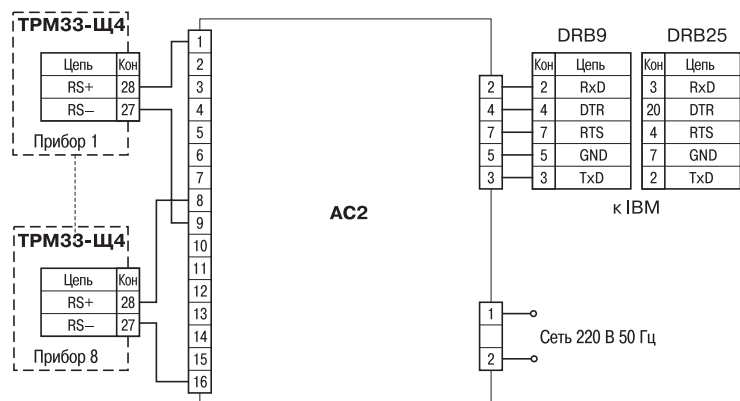 ТРМ33-Щ4
Цепь Кон
RS+ 28
RS– 27
Прибор 1
ТРМ33-Щ4
Цепь Кон
RS+ 28
RS– 27
Прибор 8
1
2
3
4
5
6
7
8
9
10
11
12
13
14
15
16
АС2
2
4
7
5
3
DRB9
Кон Цепь
2 RxD
4 DTR
7 RTS
5 GND
3 TxD
DRB25
Кон Цепь
3 RxD
20 DTR
4 RTS
7 GND
2 TxD
к IBM
1
2
Сеть 220 В 50 Гц